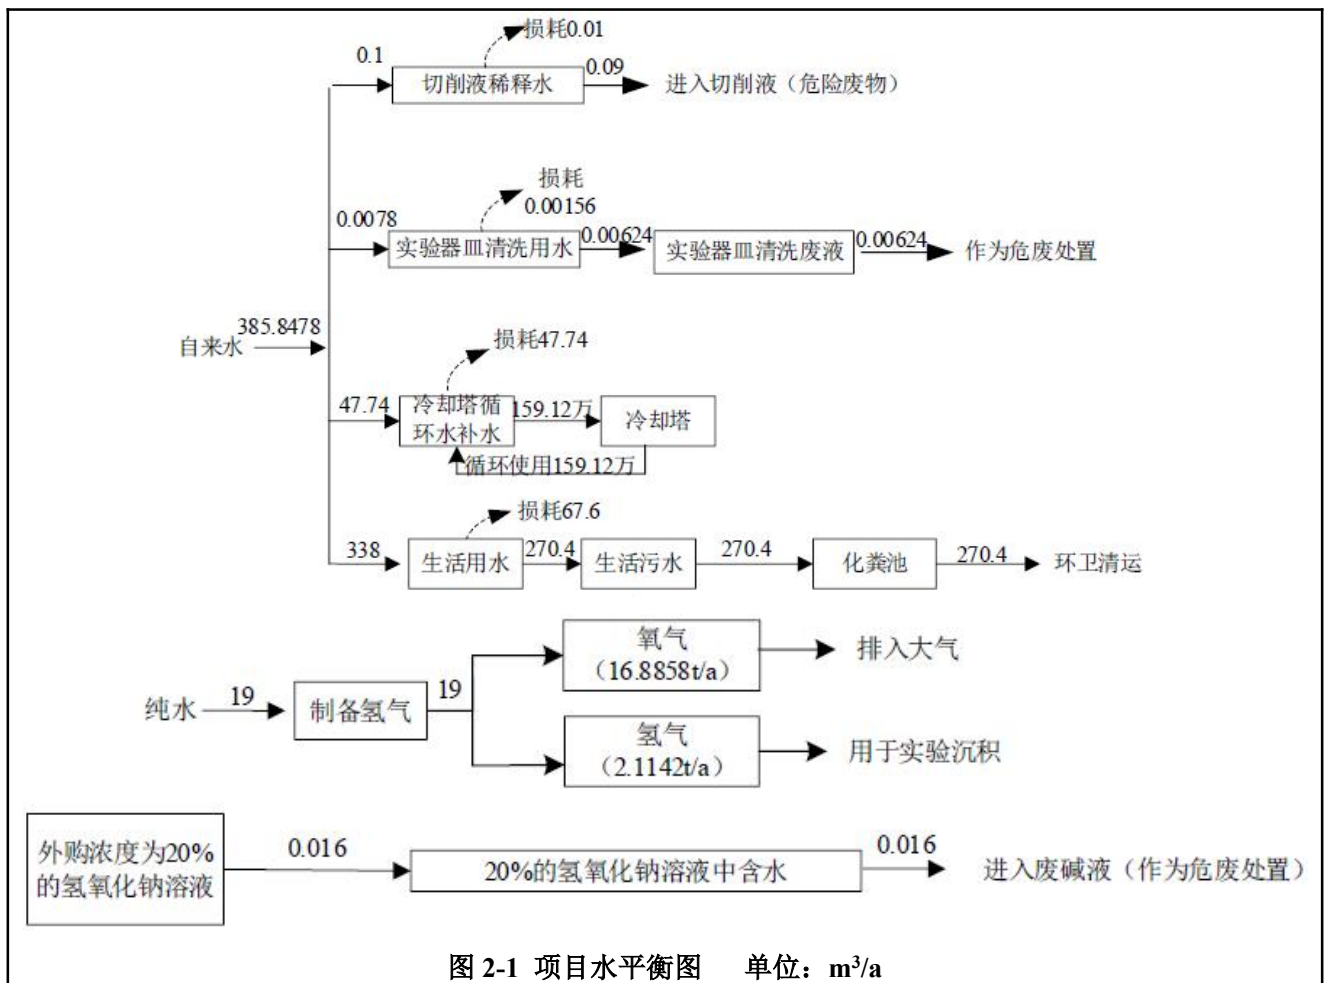 损耗0.01
0.1
切削液稀释水
0.09
进入切削液（危险废物）
损耗
0.00156
0.0078
实验器皿清洗用水
0.00624
实验器皿清洗废液
0.00624
作为危废处置
自来水
385.8478
损耗47.74
47.74
冷却塔循
环水补水
159.12万
冷却塔
循环使用159.12万
损耗67.6
338
生活用水
270.4
生活污水
270.4
化粪池
270.4
环卫清运
纯水
19
制备氢气
19
氧气
（16.8858t/a）
排入大气
氢气
（2.1142t/a）
用于实验沉积
外购浓度为20%
的氢氧化钠溶液
0.016
20%的氢氧化钠溶液中含水
0.016
进入废碱液（作为危废处置）
图 2-1 项目水平衡图 单位：m³/a